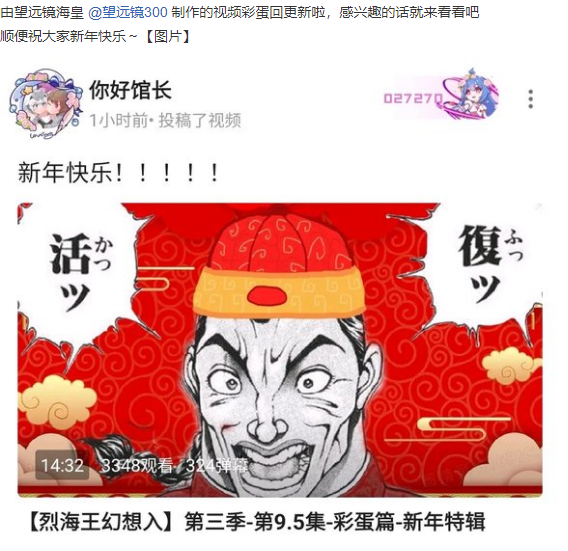 由望远镜海皇 @望远镜300 制作的视频彩蛋回更新啦，感兴趣的话就来看看吧
顺便祝大家新年快乐～【图片】
你好馆长
027270
1小时前·投稿了视频
新年快乐！！！！！
復ッ
ふっ
活ッ
かつ
14:32 3348观看 324弹幕
【烈海王幻想入】第三季-第9.5集-彩蛋篇-新年特辑